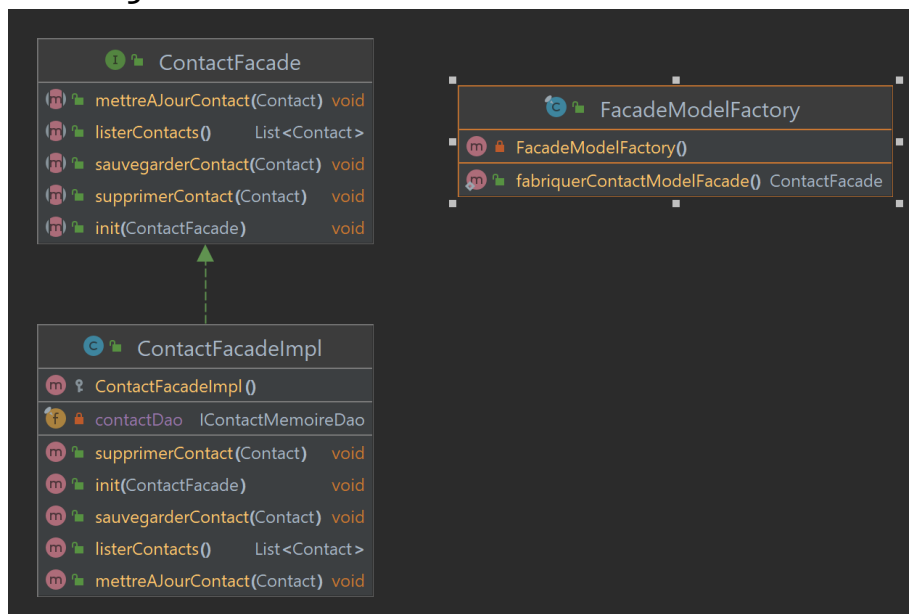 ContactFacade
mettreAJourContact(Contact) void
listerContacts() List<Contact>
sauvegarderContact(Contact) void
supprimerContact(Contact) void
init(ContactFacade) void
FacadeModelFactory
FacadeModelFactory()
fabriquerContactModelFacade() ContactFacade
ContactFacadeImpl
ContactFacadeImpl()
contactDao IContactMemoireDao
supprimerContact(Contact) void
init(ContactFacade) void
sauvegarderContact(Contact) void
listerContacts() List<Contact>
mettreAJourContact(Contact) void